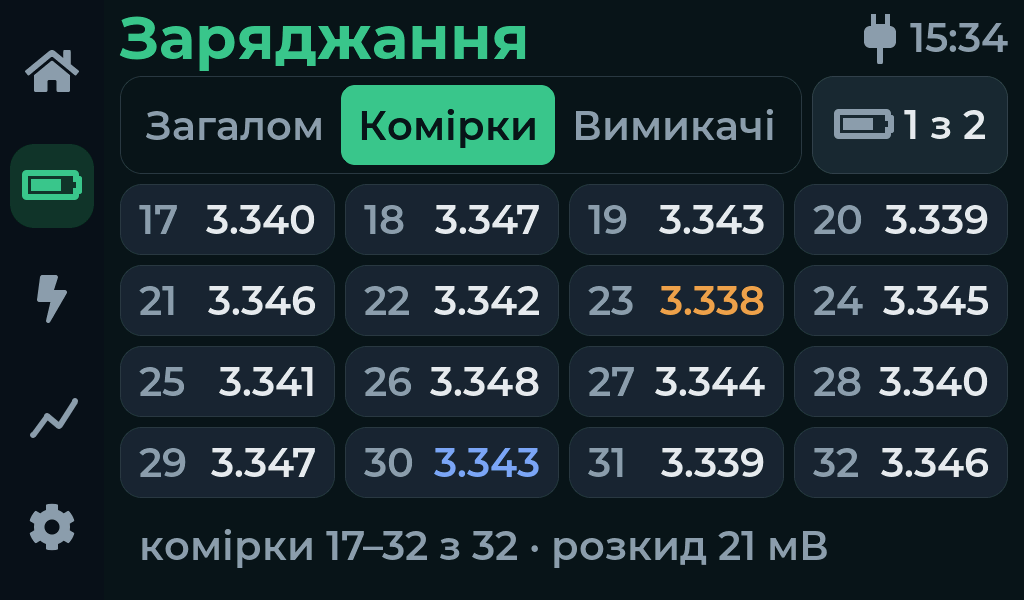 Заряджання 15:34
Загалом Комірки Вимикачі 1 з 2
17 3.340 18 3.347 19 3.343 20 3.339
21 3.346 22 3.342 23 3.338 24 3.345
25 3.341 26 3.348 27 3.344 28 3.340
29 3.347 30 3.343 31 3.339 32 3.346
комірки 17–32 з 32 · розкид 21 мВ